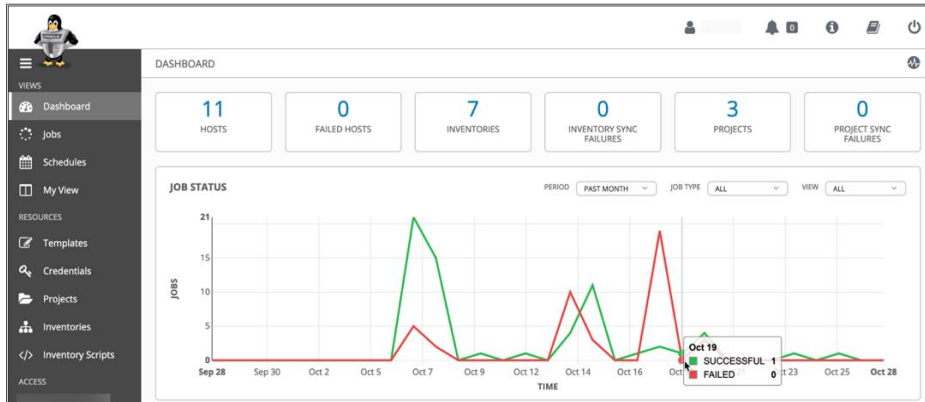 0
DASHBOARD
VIEWS
Dashboard
Jobs
Schedules
My View
RESOURCES
Templates
Credentials
Projects
Inventories
Inventory Scripts
ACCESS
11
HOSTS
0
FAILED HOSTS
7
INVENTORIES
0
INVENTORY SYNC
FAILURES
3
PROJECTS
0
PROJECT SYNC
FAILURES
JOB STATUS
PERIOD PAST MONTH JOB TYPE ALL VIEW ALL
21
15
10
5
0
JOBS
Oct 19
SUCCESSFUL 1
FAILED 0
Sep 28 Sep 30 Oct 2 Oct 5 Oct 7 Oct 9 Oct 12 Oct 14 Oct 16 Oct 23 Oct 25 Oct 28
TIME